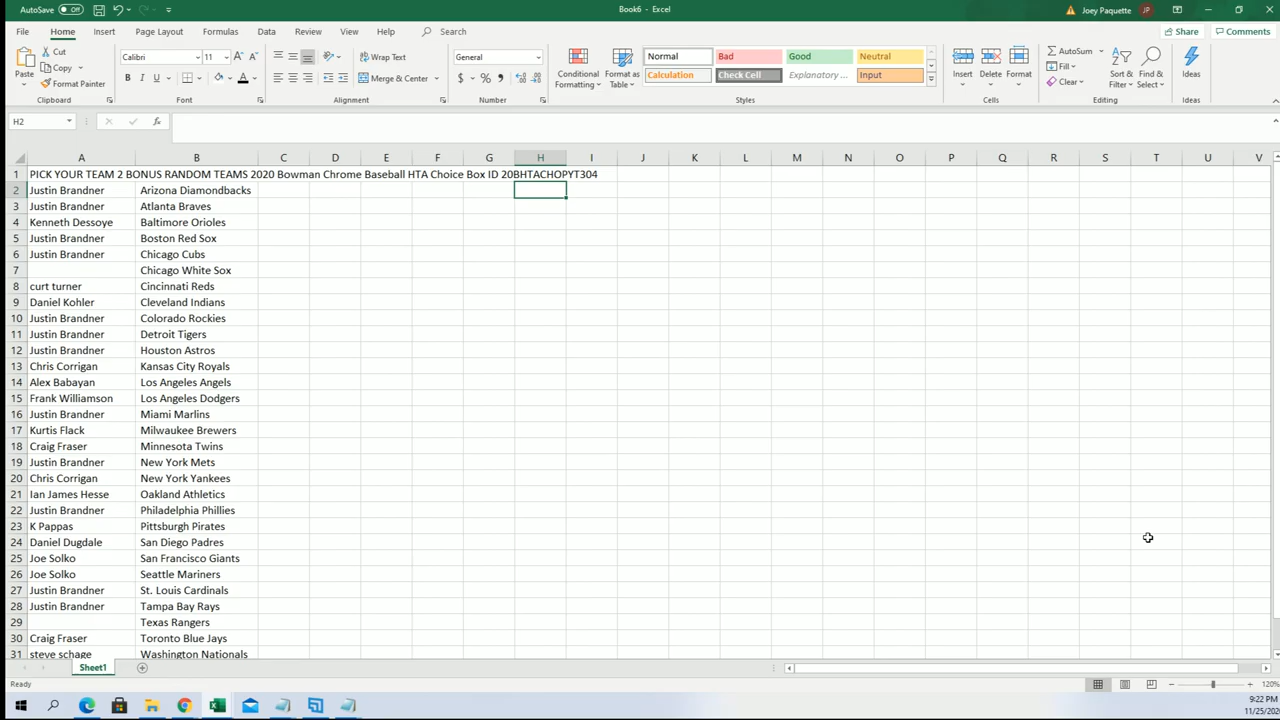 AutoSave Off
Book6 - Excel
Joey Paquette JP
File Home Insert Page Layout Formulas Data Review View Help Search
Share Comments
Paste Cut Copy Format Painter
Calibri 11
Wrap Text
Merge & Center
General
Conditional Formatting
Format as Table
Normal Bad Good Neutral
Calculation Check Cell Explanatory ... Input
Insert Delete Format
AutoSum Fill Clear
Sort & Filter
Find & Select
Ideas
Clipboard Font Alignment Number Styles Cells Editing Ideas
H2
A B C D E F G H I J K L M N O P Q R S T U V
1 PICK YOUR TEAM 2 BONUS RANDOM TEAMS 2020 Bowman Chrome Baseball HTA Choice Box ID 20BHTACHOPYT304
2 Justin Brandner Arizona Diamondbacks
3 Justin Brandner Atlanta Braves
4 Kenneth Dessoye Baltimore Orioles
5 Justin Brandner Boston Red Sox
6 Justin Brandner Chicago Cubs
7 Chicago White Sox
8 curt turner Cincinnati Reds
9 Daniel Kohler Cleveland Indians
10 Justin Brandner Colorado Rockies
11 Justin Brandner Detroit Tigers
12 Justin Brandner Houston Astros
13 Chris Corrigan Kansas City Royals
14 Alex Babayan Los Angeles Angels
15 Frank Williamson Los Angeles Dodgers
16 Justin Brandner Miami Marlins
17 Kurtis Flack Milwaukee Brewers
18 Craig Fraser Minnesota Twins
19 Justin Brandner New York Mets
20 Chris Corrigan New York Yankees
21 Ian James Hesse Oakland Athletics
22 Justin Brandner Philadelphia Phillies
23 K Pappas Pittsburgh Pirates
24 Daniel Dugdale San Diego Padres
25 Joe Solko San Francisco Giants
26 Joe Solko Seattle Mariners
27 Justin Brandner St. Louis Cardinals
28 Justin Brandner Tampa Bay Rays
29 Texas Rangers
30 Craig Fraser Toronto Blue Jays
31 steve schage Washington Nationals
Sheet1
Ready
120%
9:22 PM